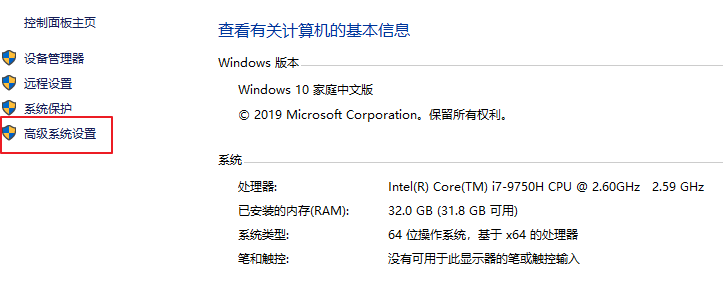 控制面板主页
设备管理器
远程设置
系统保护
高级系统设置
查看有关计算机的基本信息
Windows 版本
Windows 10 家庭中文版
© 2019 Microsoft Corporation。保留所有权利。
系统
处理器: Intel(R) Core(TM) i7-9750H CPU @ 2.60GHz 2.59 GHz
已安装的内存(RAM): 32.0 GB (31.8 GB 可用)
系统类型: 64 位操作系统，基于 x64 的处理器
笔和触控: 没有可用于此显示器的笔或触控输入